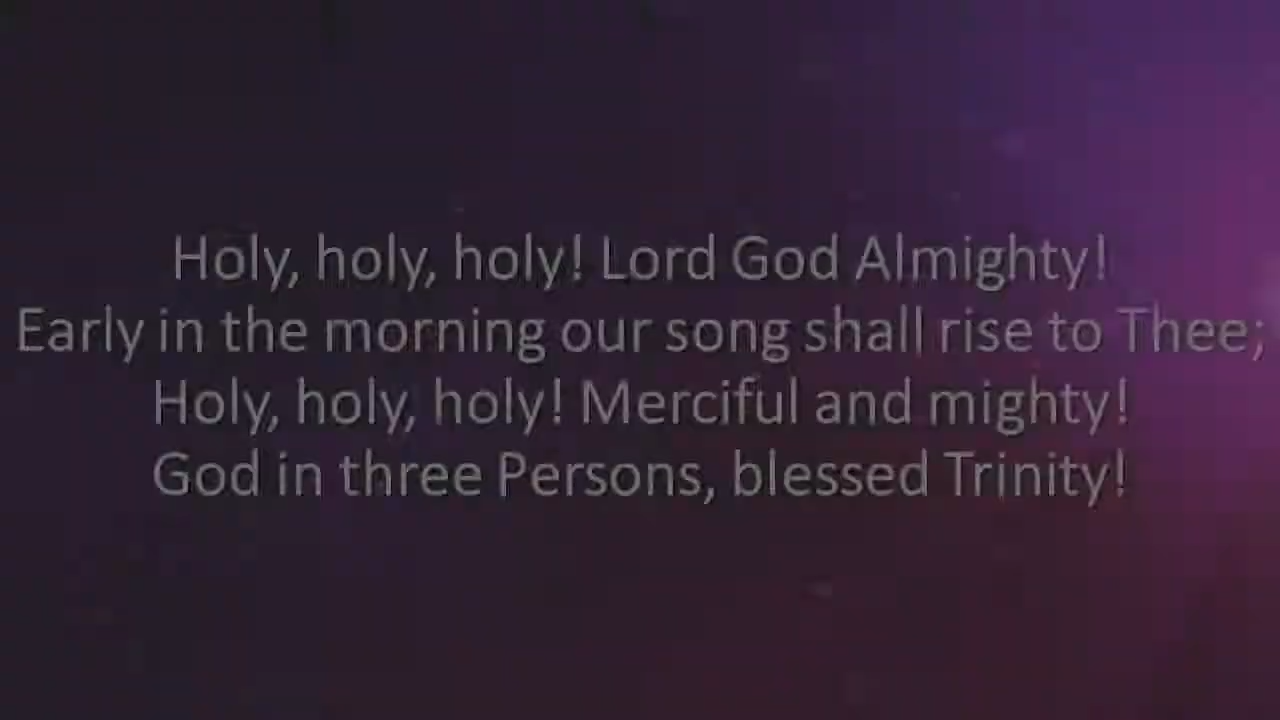 Holy, holy, holy! Lord God Almighty!
Early in the morning our song shall rise to Thee;
Holy, holy, holy! Merciful and mighty!
God in three Persons, blessed Trinity!